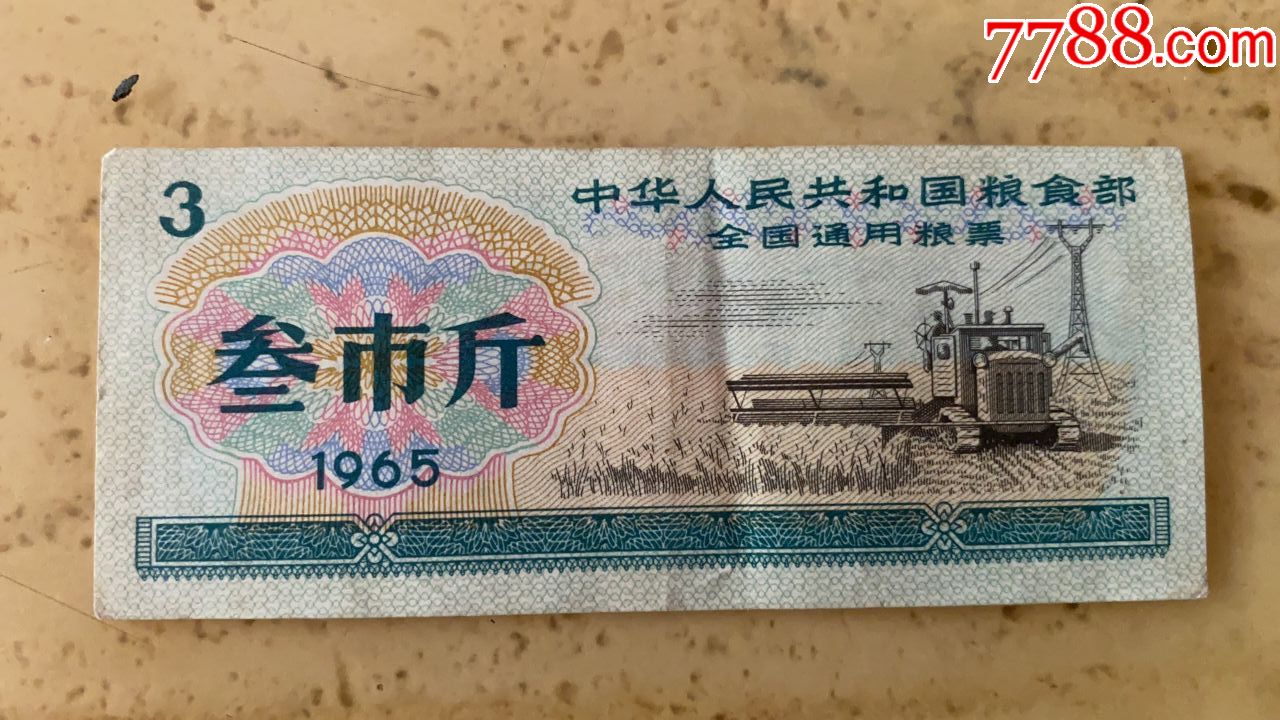 7788.com
3
中华人民共和国粮食部
全国通用粮票
叁市斤
1965